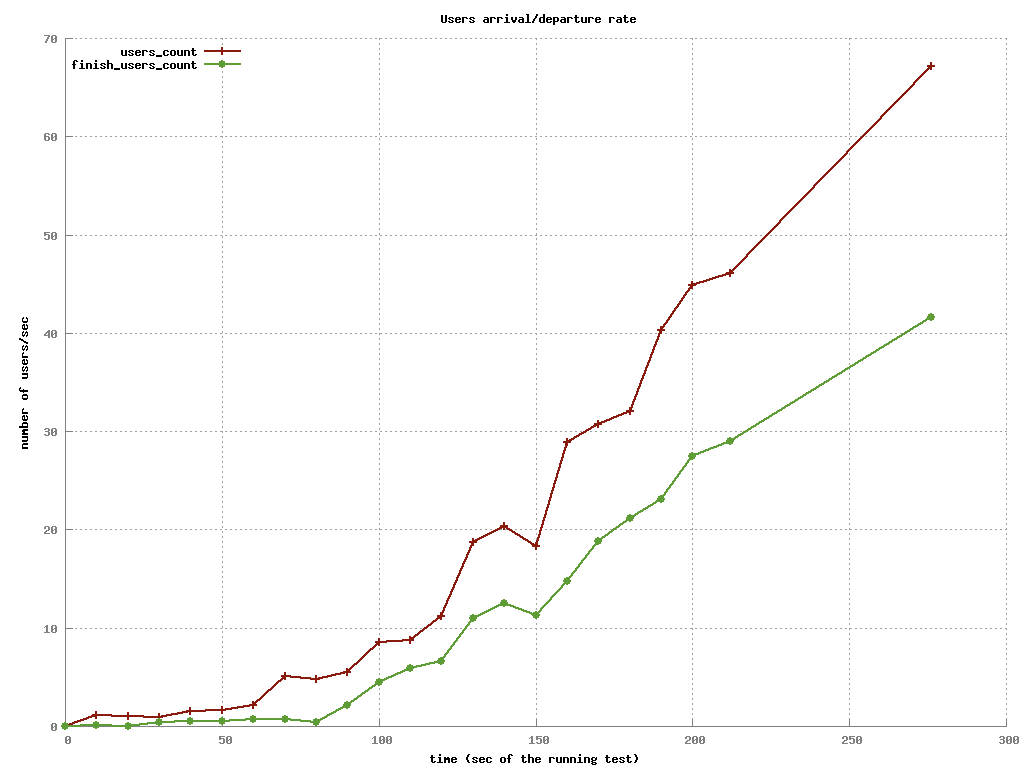 Users arrival/departure rate
users_count
finish_users_count
70
60
50
40
30
20
10
0
number of users/sec
0 50 100 150 200 250 300
time (sec of the running test)